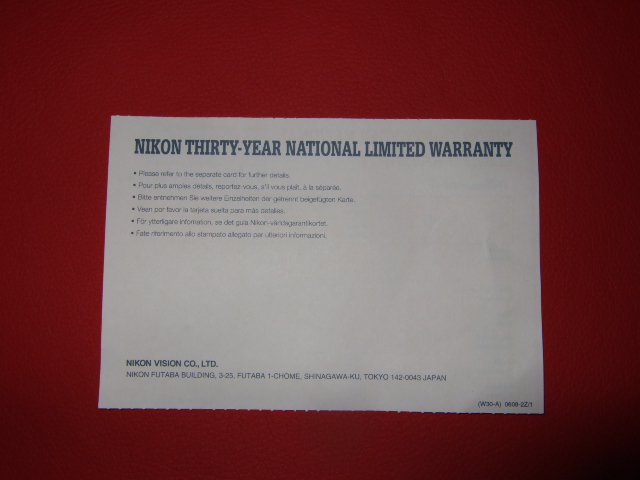 NIKON THIRTY-YEAR NATIONAL LIMITED WARRANTY
• Please refer to the separate card for further details.
• Pour plus amples détails, reportez-vous, s'il vous plaît, à la séparée.
• Bitte entnehmen Sie weitere Einzelheiten der getrennt beigefügten Karte.
• Vean por favor la tarjeta suelta para más detalles.
• För ytterligare infomation, se det gula Nikon-världsgarantikortet.
• Fate riferimento allo stampato allegato per ulteriori informazioni.
NIKON VISION CO., LTD.
NIKON FUTABA BUILDING, 3-25, FUTABA 1-CHOME, SHINAGAWA-KU, TOKYO 142-0043 JAPAN
(W30-A) 0608-2Z/1